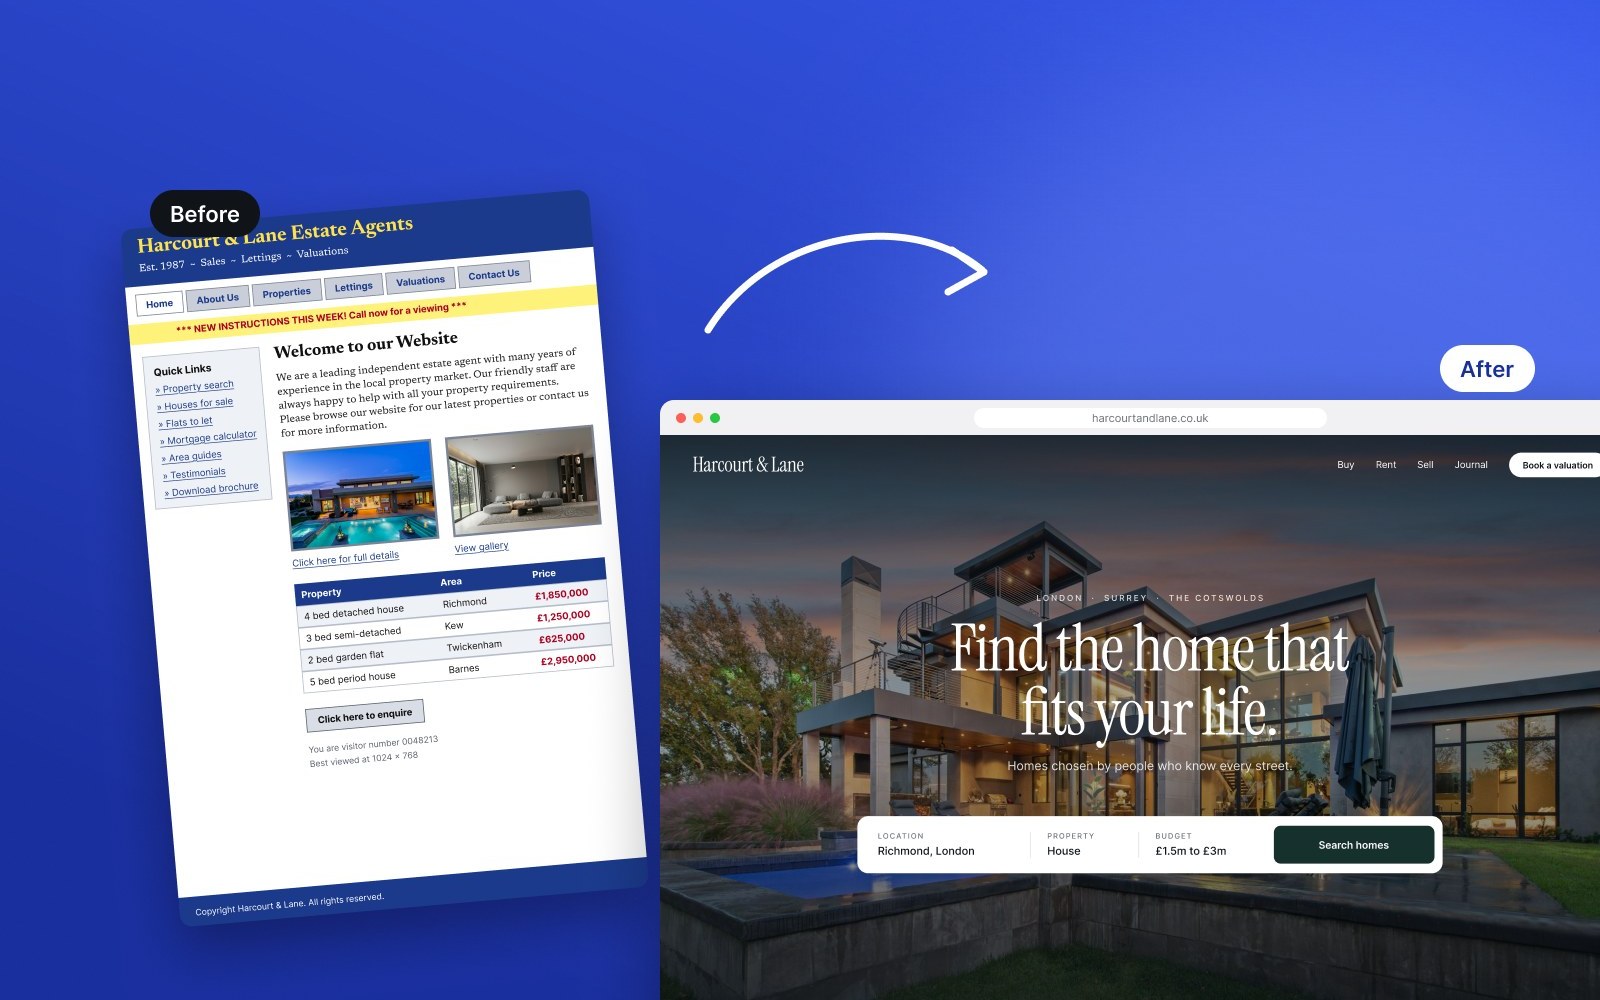 Before
Harcourt & Lane Estate Agents
Est. 1987 ~ Sales ~ Lettings ~ Valuations
Home About Us Properties Lettings Valuations Contact Us
*** NEW INSTRUCTIONS THIS WEEK! Call now for a viewing ***
Quick Links
» Property search
» Houses for sale
» Flats to let
» Mortgage calculator
» Area guides
» Testimonials
» Download brochure
Welcome to our Website
We are a leading independent estate agent with many years of
experience in the local property market. Our friendly staff are
always happy to help with all your property requirements.
Please browse our website for our latest properties or contact us
for more information.
Click here for full details
View gallery
Property Area Price
4 bed detached house Richmond £1,850,000
3 bed semi-detached Kew £1,250,000
2 bed garden flat Twickenham £625,000
5 bed period house Barnes £2,950,000
Click here to enquire
You are visitor number 0048213
Best viewed at 1024 × 768
Copyright Harcourt & Lane. All rights reserved.
After
harcourtandlane.co.uk
Harcourt & Lane
Buy Rent Sell Journal Book a valuation
LONDON · SURREY · THE COTSWOLDS
Find the home that
fits your life.
Homes chosen by people who know every street.
LOCATION PROPERTY BUDGET
Richmond, London House £1.5m to £3m
Search homes